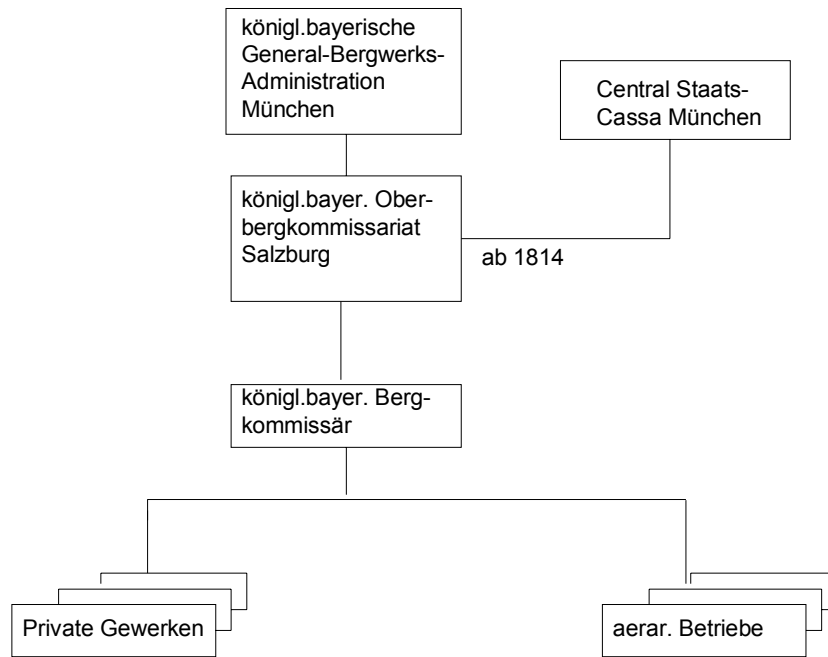 königl.bayerische
General-Bergwerks-
Administration
München
Central Staats-
Cassa München
königl.bayer. Ober-
bergkommissariat
Salzburg
ab 1814
königl.bayer. Berg-
kommissär
Private Gewerken
aerar. Betriebe